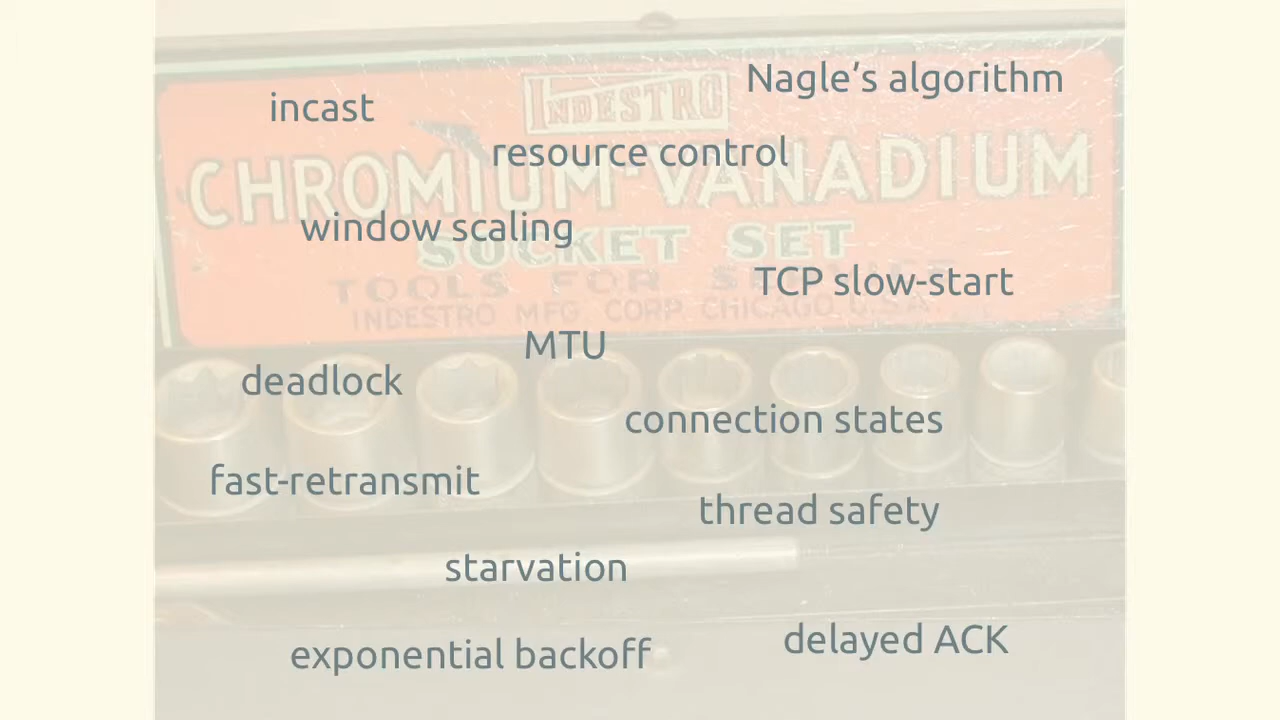 Nagle’s algorithm
incast
INDESTRO
resource control
CHROMIUM-VANADIUM
window scaling
SOCKET SET
TCP slow-start
TOOLS FOR
INDESTRO MFG. CORP. CHICAGO, U.S.A.
MTU
deadlock
connection states
fast-retransmit
thread safety
starvation
delayed ACK
exponential backoff